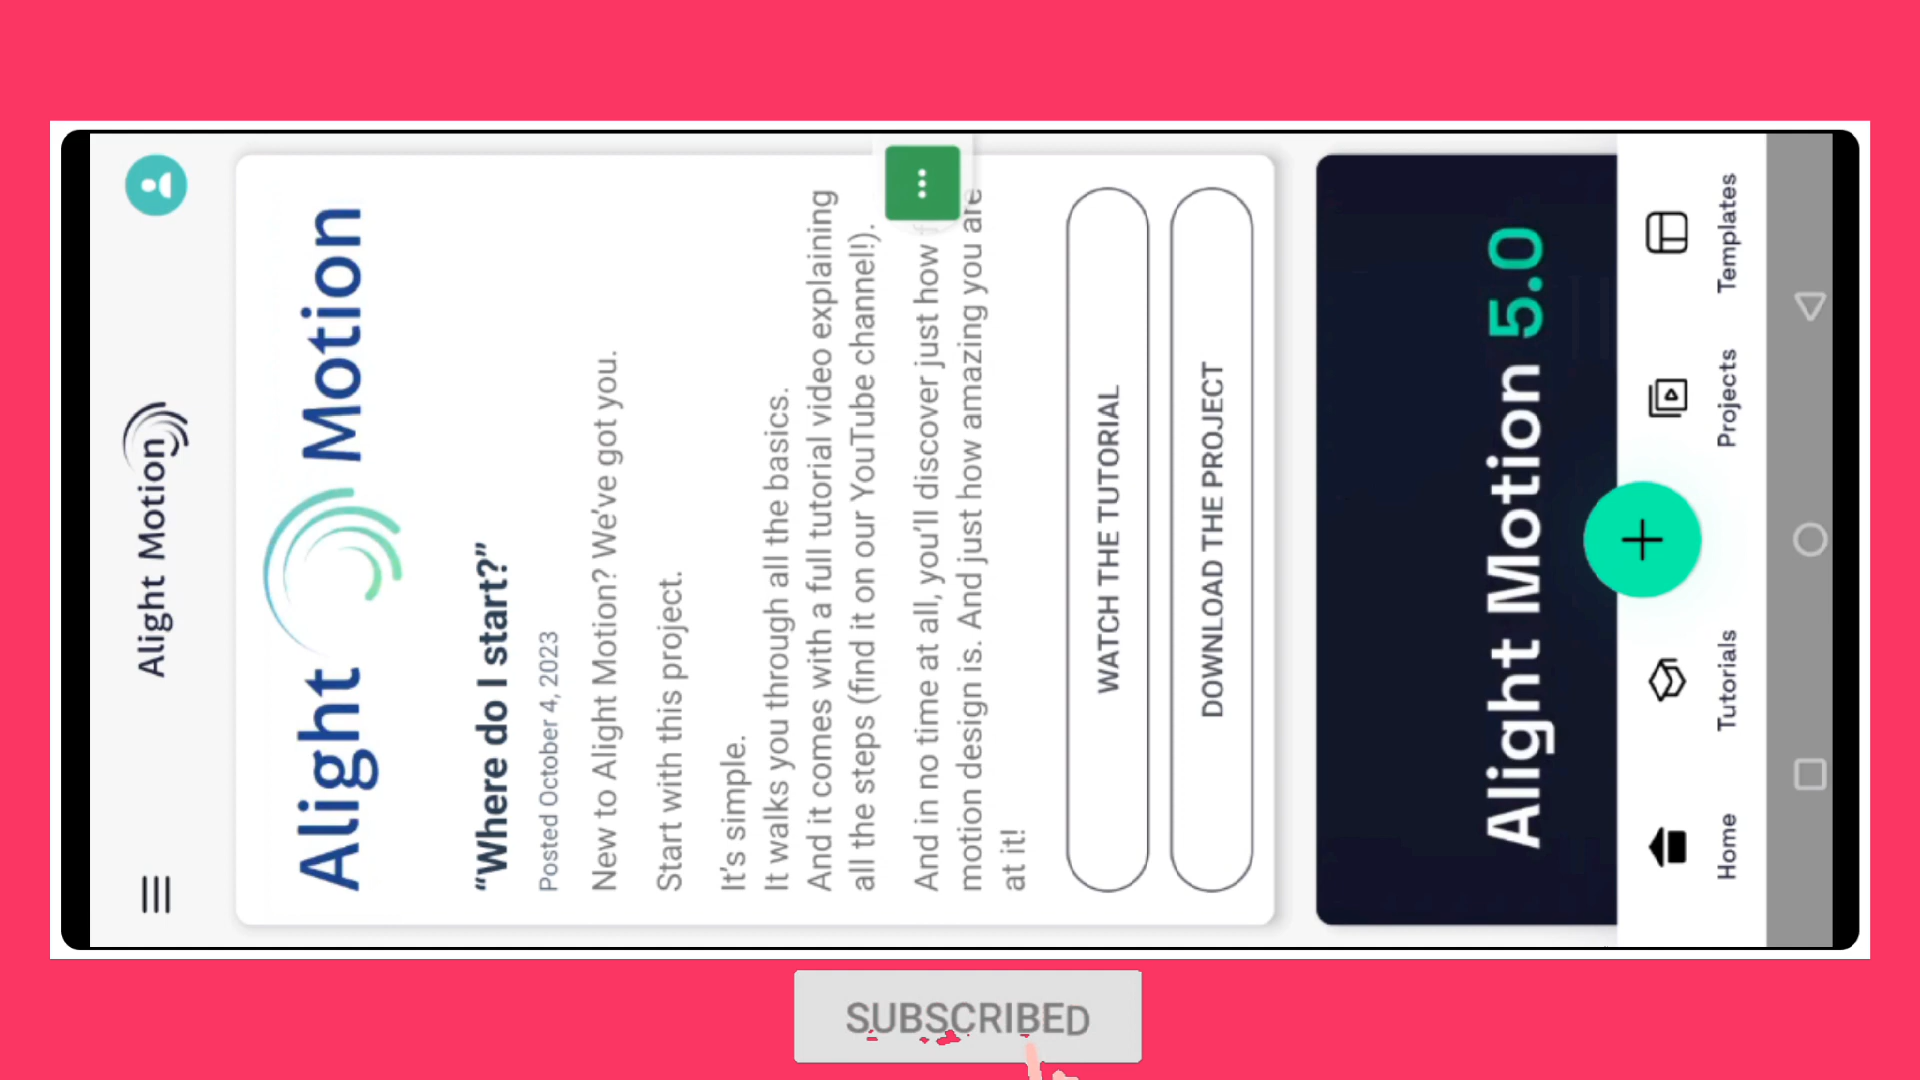 Alight Motion
Alight Motion
“Where do I start?”
Posted October 4, 2023
New to Alight Motion? We've got you.
Start with this project.
It's simple.
It walks you through all the basics.
And it comes with a full tutorial video explaining
all the steps (find it on our YouTube channel!).
And in no time at all, you'll discover just how
motion design is. And just how amazing you are
at it!
WATCH THE TUTORIAL
DOWNLOAD THE PROJECT
Alight Motion 5.0
Home
Tutorials
Projects
Templates
SUBSCRIBED